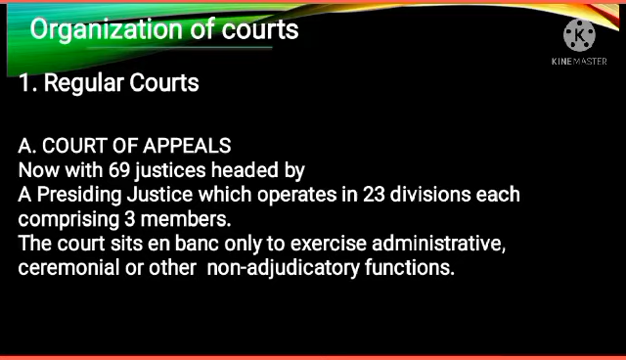 Organization of courts
KINEMASTER
1. Regular Courts
A. COURT OF APPEALS
Now with 69 justices headed by
A Presiding Justice which operates in 23 divisions each
comprising 3 members.
The court sits en banc only to exercise administrative,
ceremonial or other non-adjudicatory functions.